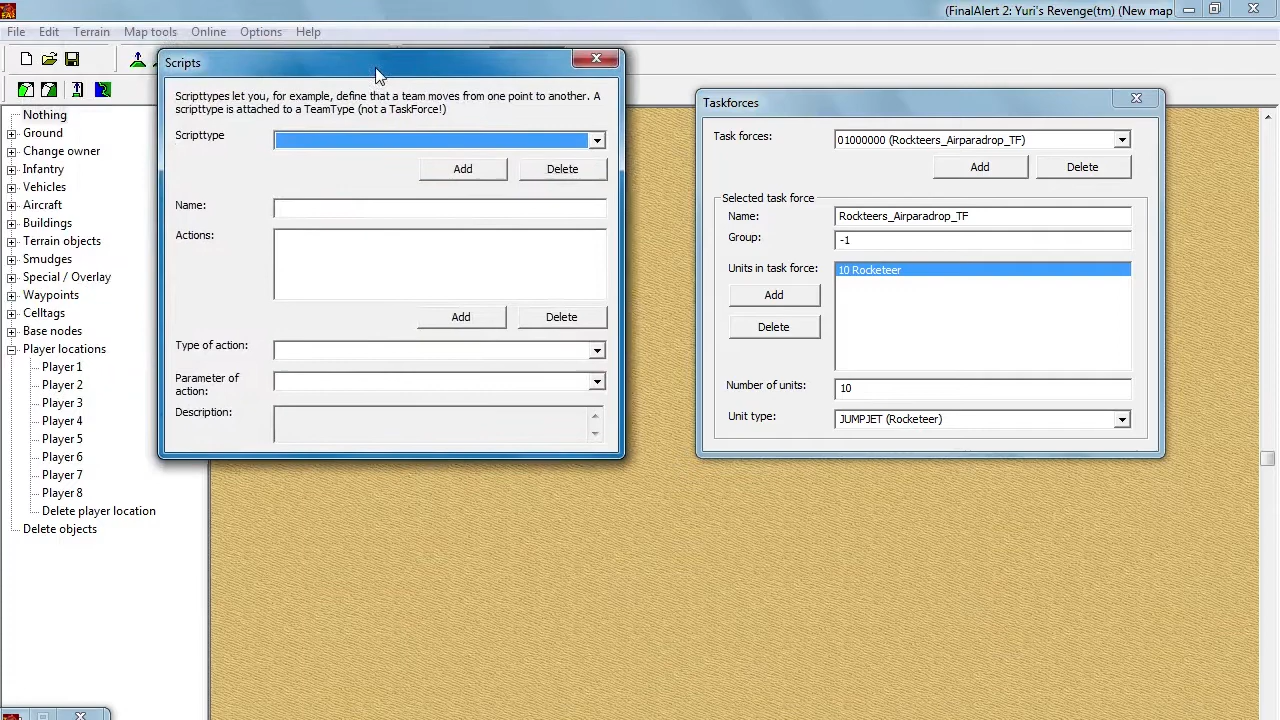 (FinalAlert 2: Yuri's Revenge(tm) (New map
File Edit Terrain Map tools Online Options Help
Scripts
Scripttypes let you, for example, define that a team moves from one point to another. A
scripttype is attached to a TeamType (not a TaskForce!)
Scripttype
Add Delete
Name:
Actions:
Add Delete
Type of action:
Parameter of
action:
Description:
Taskforces
Task forces: 01000000 (Rockteers_Airparadrop_TF)
Add Delete
Selected task force
Name: Rockteers_Airparadrop_TF
Group: -1
Units in task force: 10 Rocketeer
Add
Delete
Number of units: 10
Unit type: JUMPJET (Rocketeer)
Nothing
Ground
Change owner
Infantry
Vehicles
Aircraft
Buildings
Terrain objects
Smudges
Special / Overlay
Waypoints
Celltags
Base nodes
Player locations
Player 1
Player 2
Player 3
Player 4
Player 5
Player 6
Player 7
Player 8
Delete player location
Delete objects